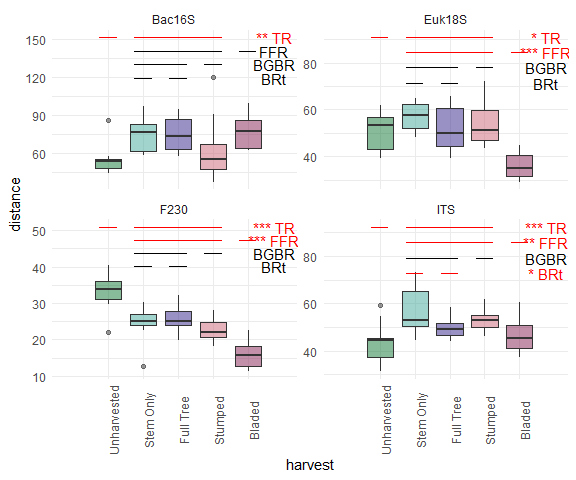 Bac16S
Euk18S
150
120
90
60
** TR
FFR
BGBR
BRt
80
60
40
* TR
*** FFR
BGBR
BRt
F230
ITS
50
40
30
20
10
*** TR
*** FFR
BGBR
BRt
80
60
40
*** TR
** FFR
BGBR
* BRt
distance
Unharvested
Stem Only
Full Tree
Stumped
Bladed
Unharvested
Stem Only
Full Tree
Stumped
Bladed
harvest